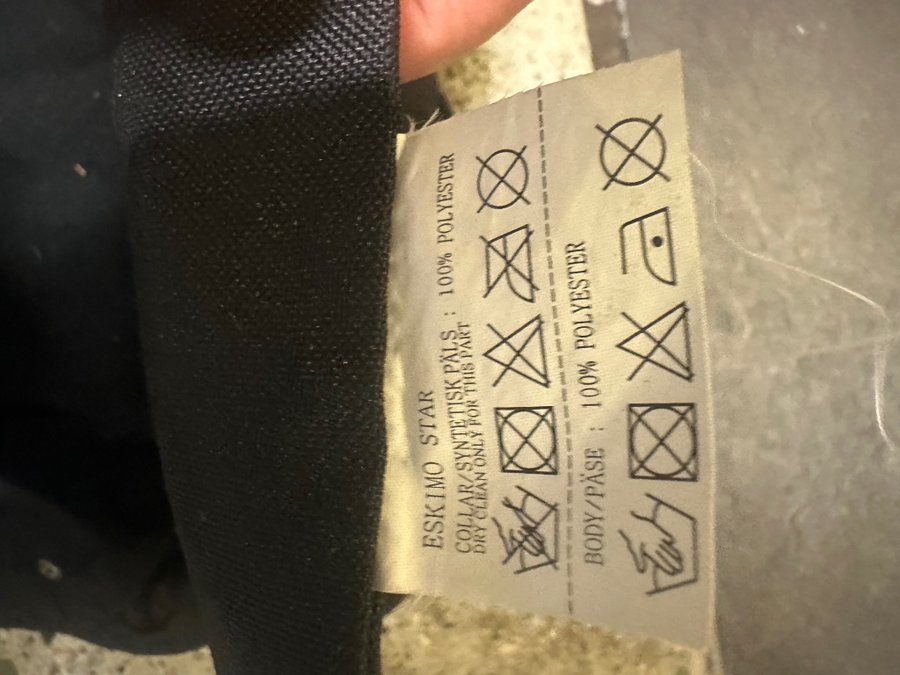 ESKIMO STAR
COLLAR/SYNTETISK PÄLS : 100% POLYESTER
DRY CLEAN ONLY FOR THIS PART
BODY/PÄSE : 100% POLYESTER